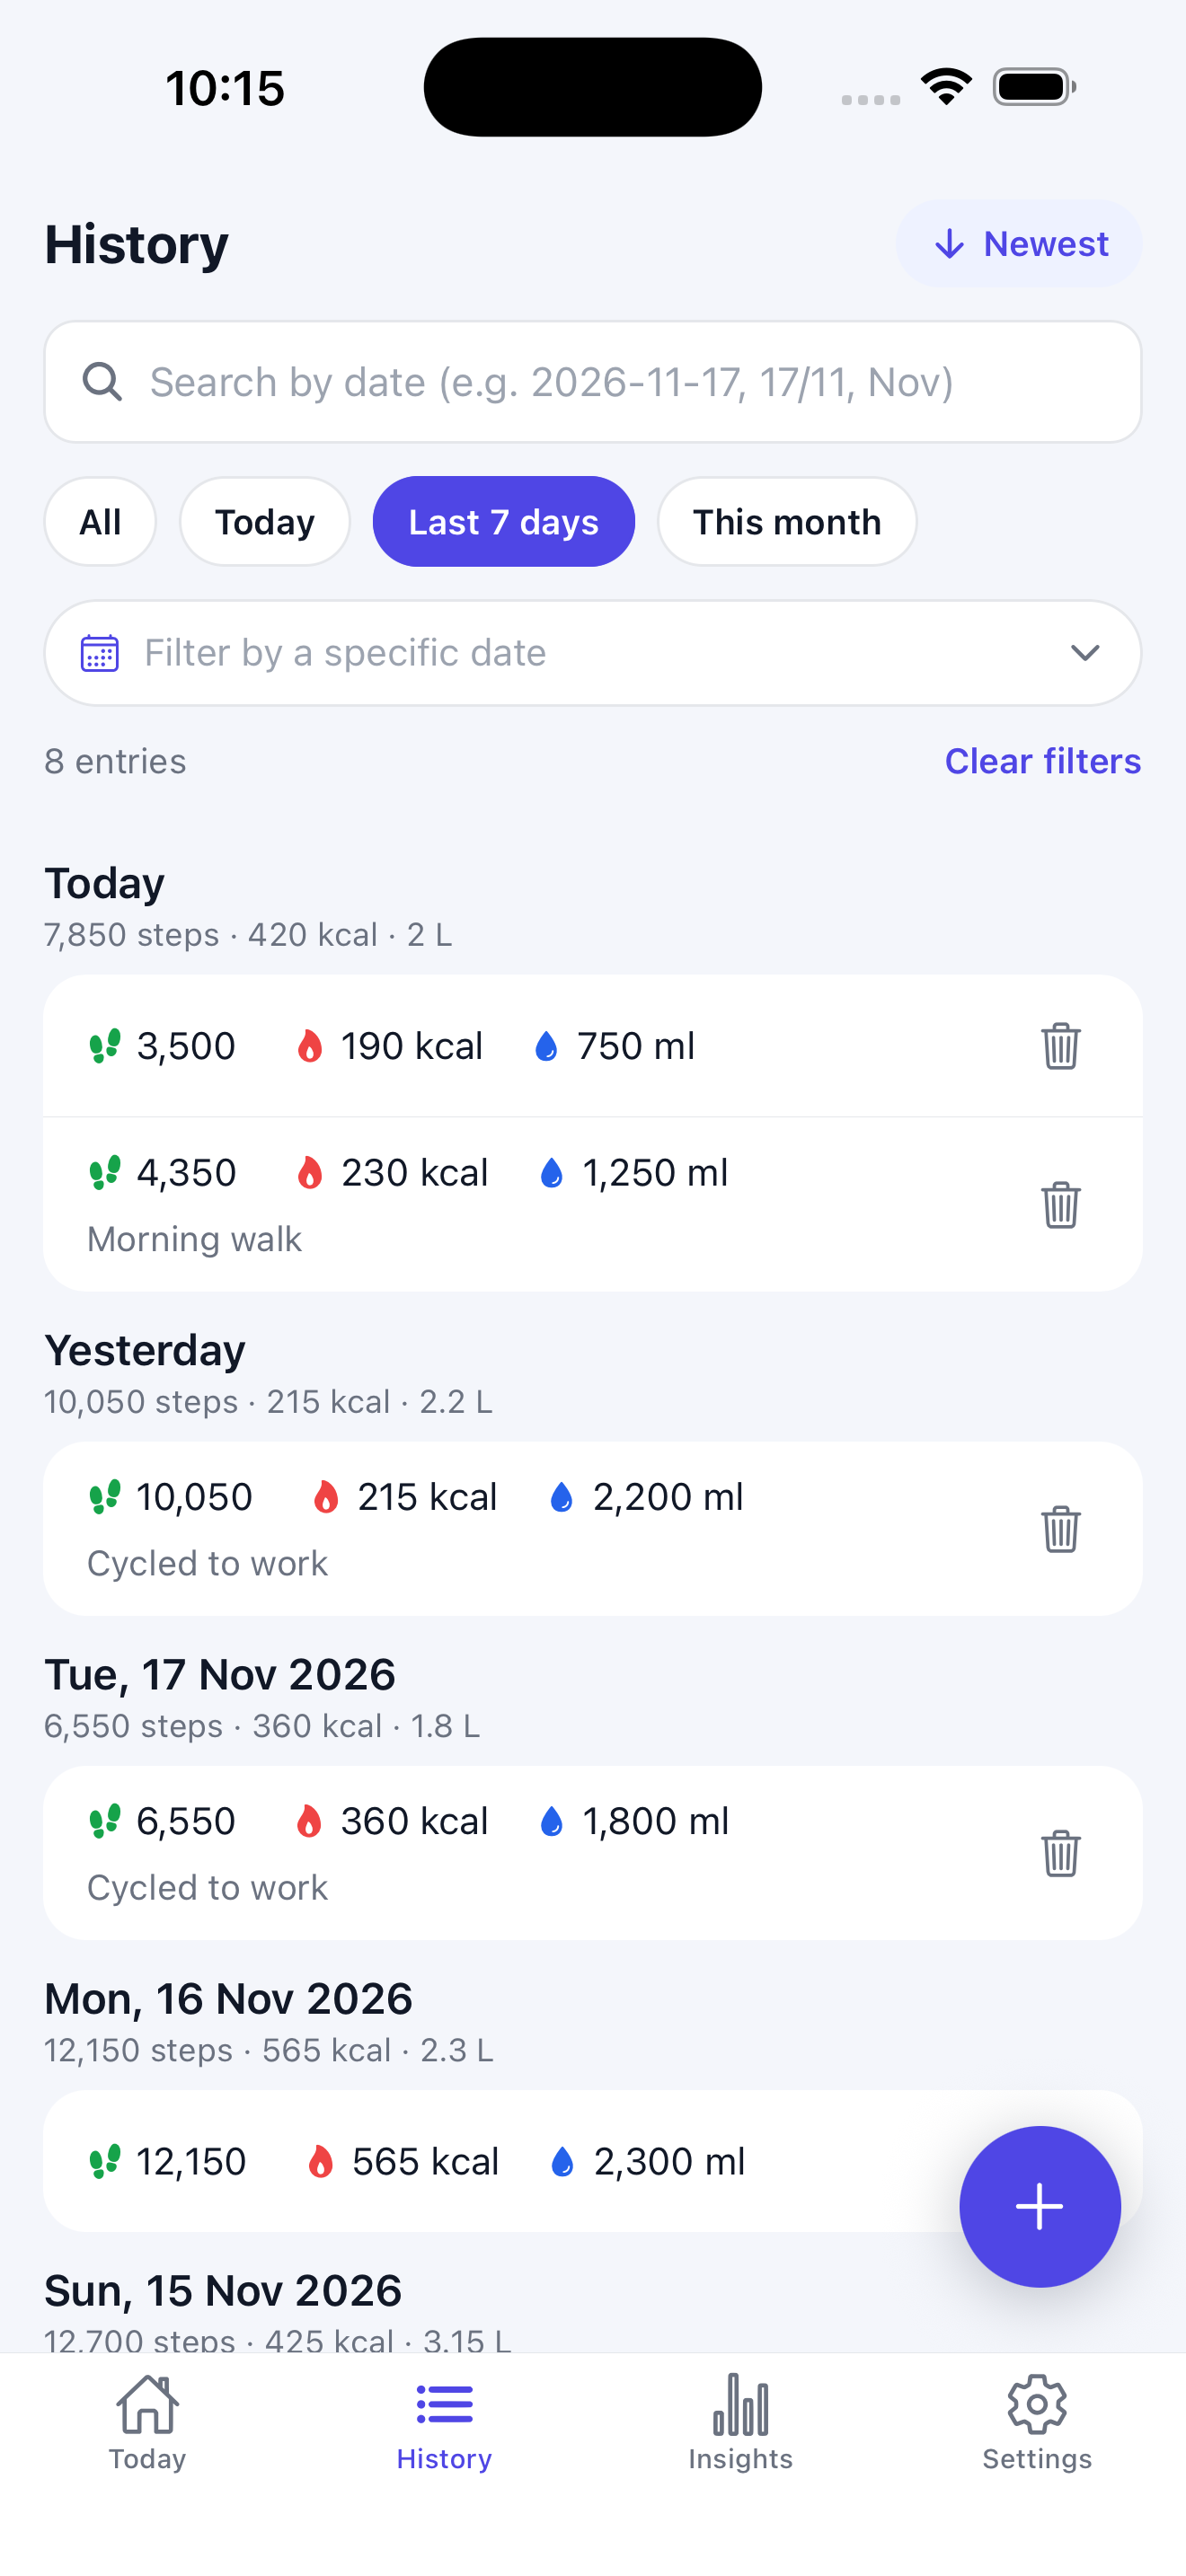 10:15
History
Newest
Search by date (e.g. 2026-11-17, 17/11, Nov)
All
Today
Last 7 days
This month
Filter by a specific date
8 entries
Clear filters
Today
7,850 steps · 420 kcal · 2 L
3,500 190 kcal 750 ml
4,350 230 kcal 1,250 ml
Morning walk
Yesterday
10,050 steps · 215 kcal · 2.2 L
10,050 215 kcal 2,200 ml
Cycled to work
Tue, 17 Nov 2026
6,550 steps · 360 kcal · 1.8 L
6,550 360 kcal 1,800 ml
Cycled to work
Mon, 16 Nov 2026
12,150 steps · 565 kcal · 2.3 L
12,150 565 kcal 2,300 ml
Sun, 15 Nov 2026
12,700 steps · 425 kcal · 3.15 L
Today
History
Insights
Settings